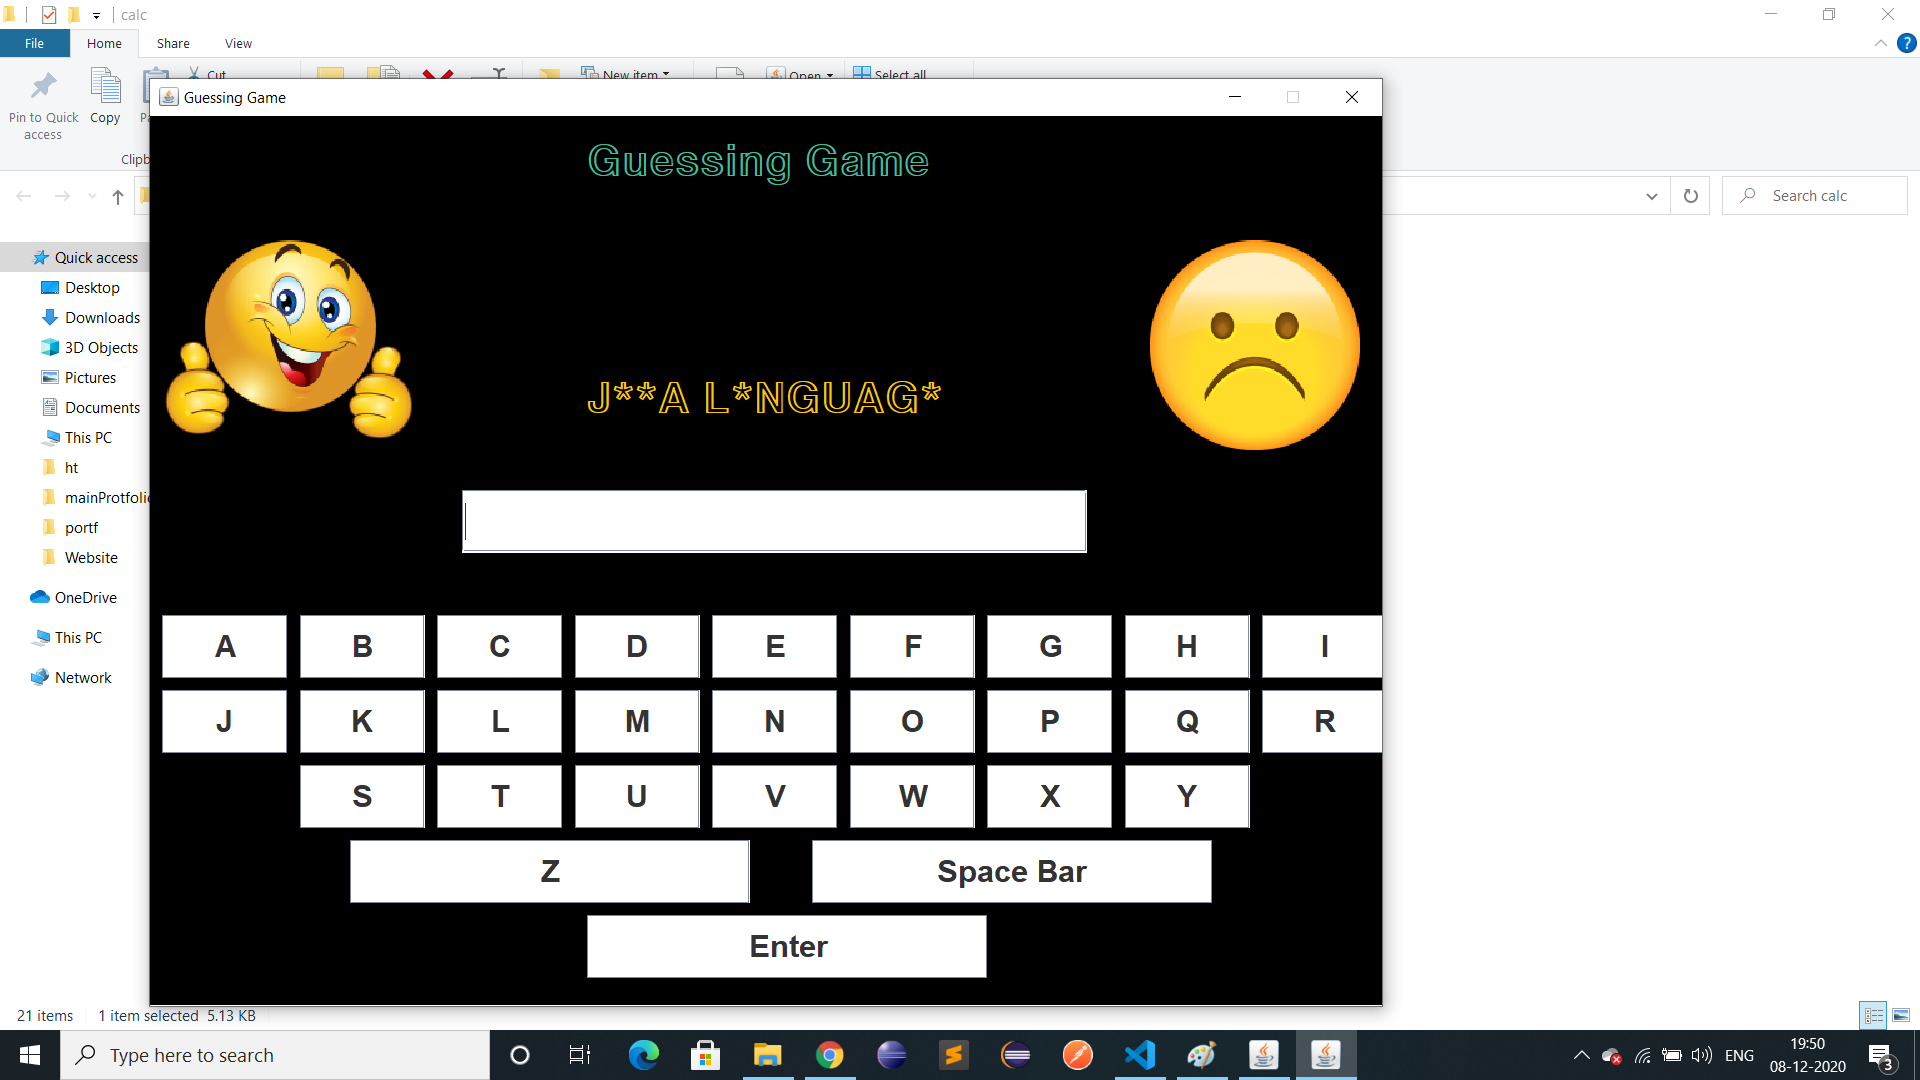 calc
File Home Share View
Cut
New item
Open
Select all
Pin to Quick
access
Copy
Guessing Game
Guessing Game
Search calc
Quick access
Desktop
Downloads
3D Objects
Pictures
Documents
This PC
ht
portf
Website
OneDrive
This PC
Network
J**A L*NGUAG*
A B C D E F G H I
J K L M N O P Q R
S T U V W X Y
Z Space Bar
Enter
21 items 1 item selected 5.13 KB
Type here to search
ENG
19:50
08-12-2020
3